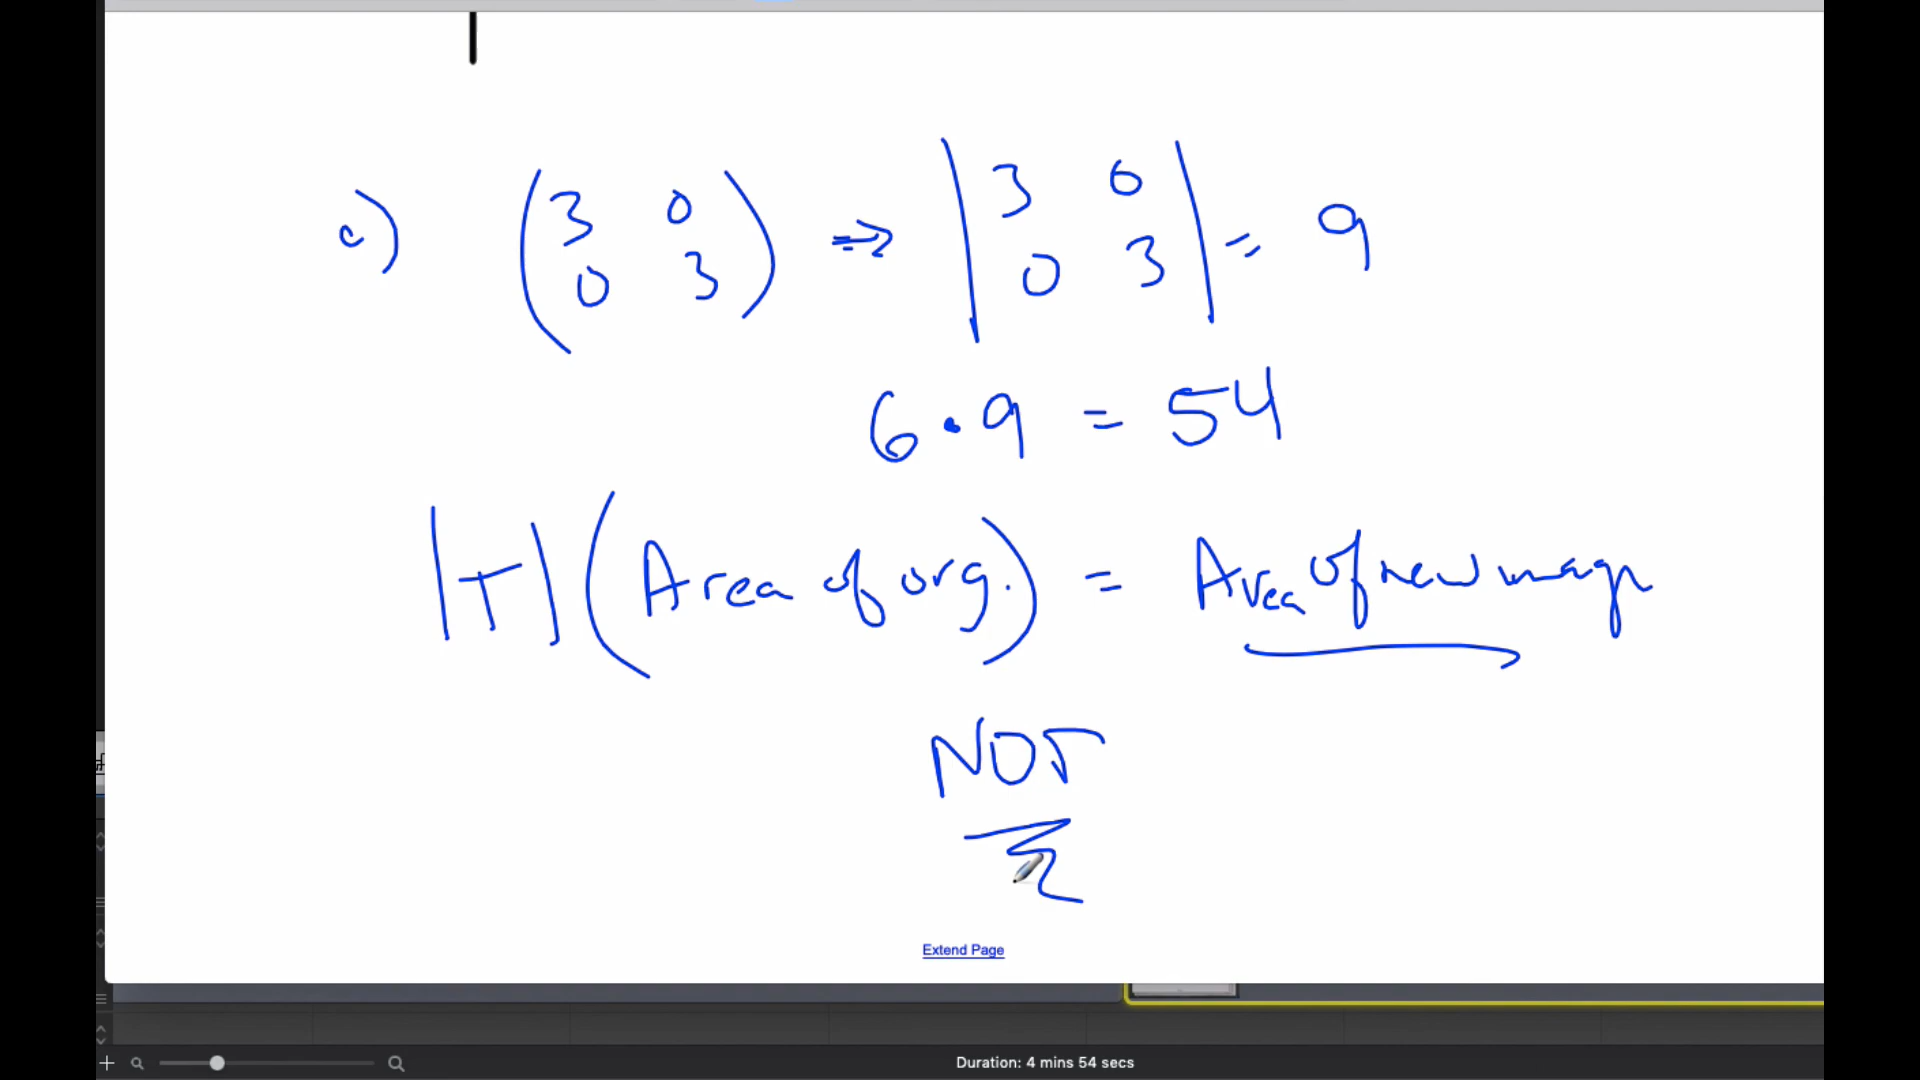 c) (3 0 0 3) => |3 0 0 3| = 9
6 • 9 = 54
|T| (Area of org.) = Area of new image
NOT
Extend Page
Duration: 4 mins 54 secs